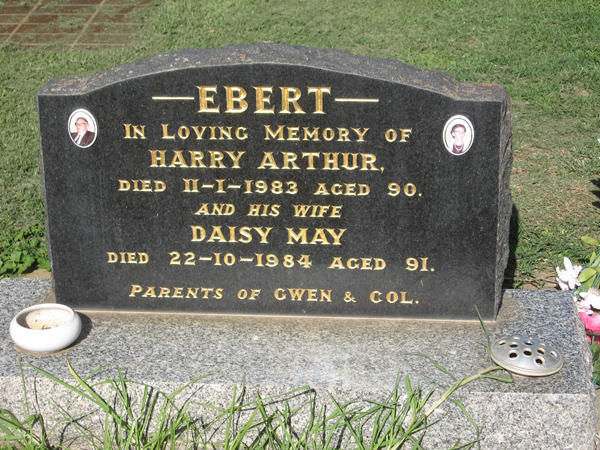 EBERT
IN LOVING MEMORY OF
HARRY ARTHUR,
DIED 11-1-1983 AGED 90.
AND HIS WIFE
DAISY MAY
DIED 22-10-1984 AGED 91.
PARENTS OF GWEN & COL.